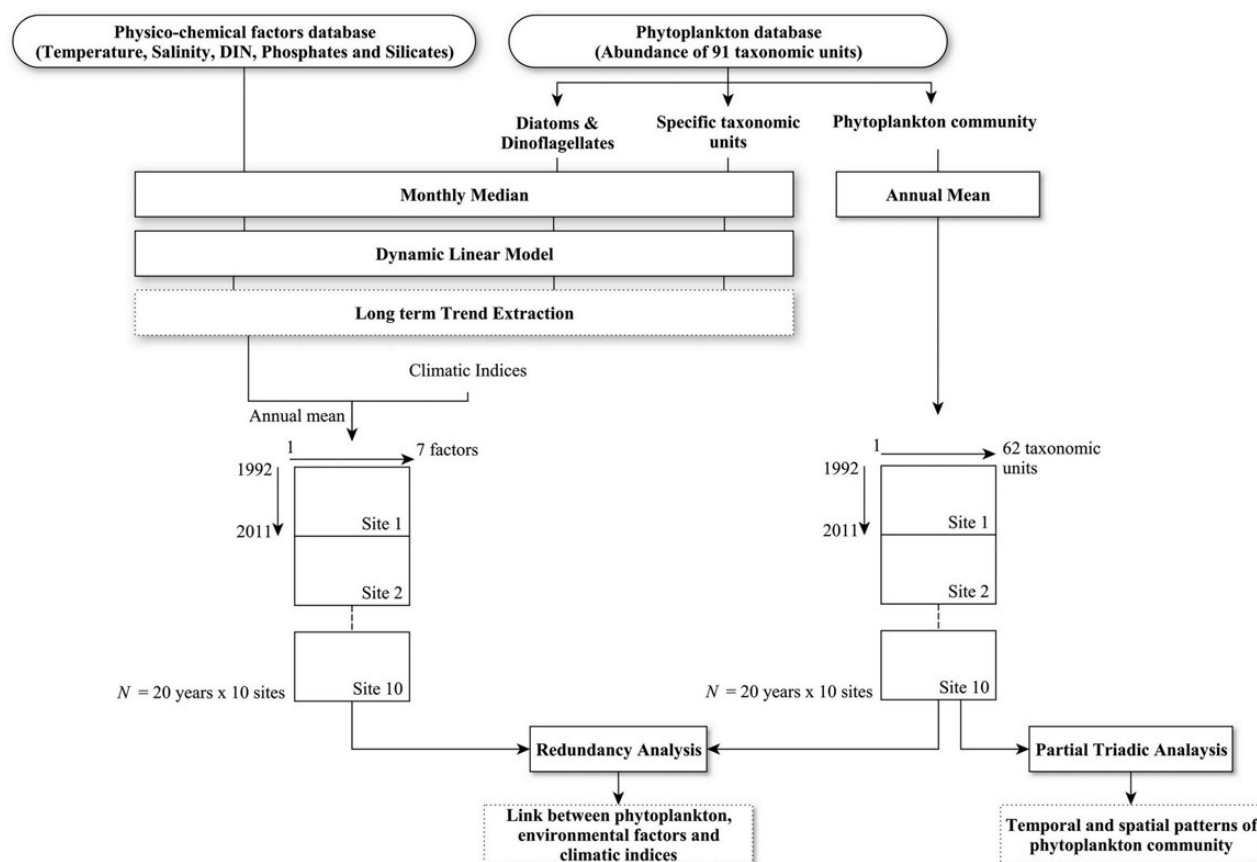 Physico-chemical factors database
(Temperature, Salinity, DIN, Phosphates and Silicates)
Phytoplankton database
(Abundance of 91 taxonomic units)
Diatoms &
Dinoflagellates
Specific taxonomic
units
Phytoplankton community
Monthly Median
Annual Mean
Dynamic Linear Model
Long term Trend Extraction
Climatic Indices
Annual mean
1
7 factors
1992
2011
Site 1
Site 2
Site 10
N = 20 years x 10 sites
1
62 taxonomic
units
1992
2011
Site 1
Site 2
Site 10
N = 20 years x 10 sites
Redundancy Analysis
Partial Triadic Analaysis
Link between phytoplankton,
environmental factors and
climatic indices
Temporal and spatial patterns of
phytoplankton community